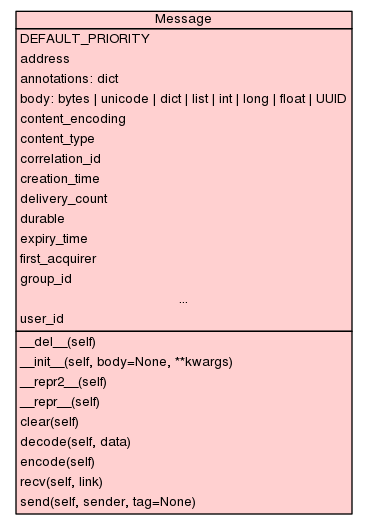 Message
DEFAULT_PRIORITY
address
annotations: dict
body: bytes | unicode | dict | list | int | long | float | UUID
content_encoding
content_type
correlation_id
creation_time
delivery_count
durable
expiry_time
first_acquirer
group_id
...
user_id
__del__(self)
__init__(self, body=None, **kwargs)
__repr2__(self)
__repr__(self)
clear(self)
decode(self, data)
encode(self)
recv(self, link)
send(self, sender, tag=None)